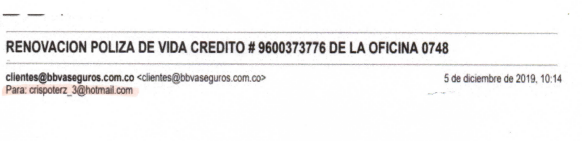 RENOVACION POLIZA DE VIDA CREDITO # 9600373776 DE LA OFICINA 0748
clientes@bbvaseguros.com.co <clientes@bbvaseguros.com.co> 5 de diciembre de 2019, 10:14
Para: crispoterz_3@hotmail.com